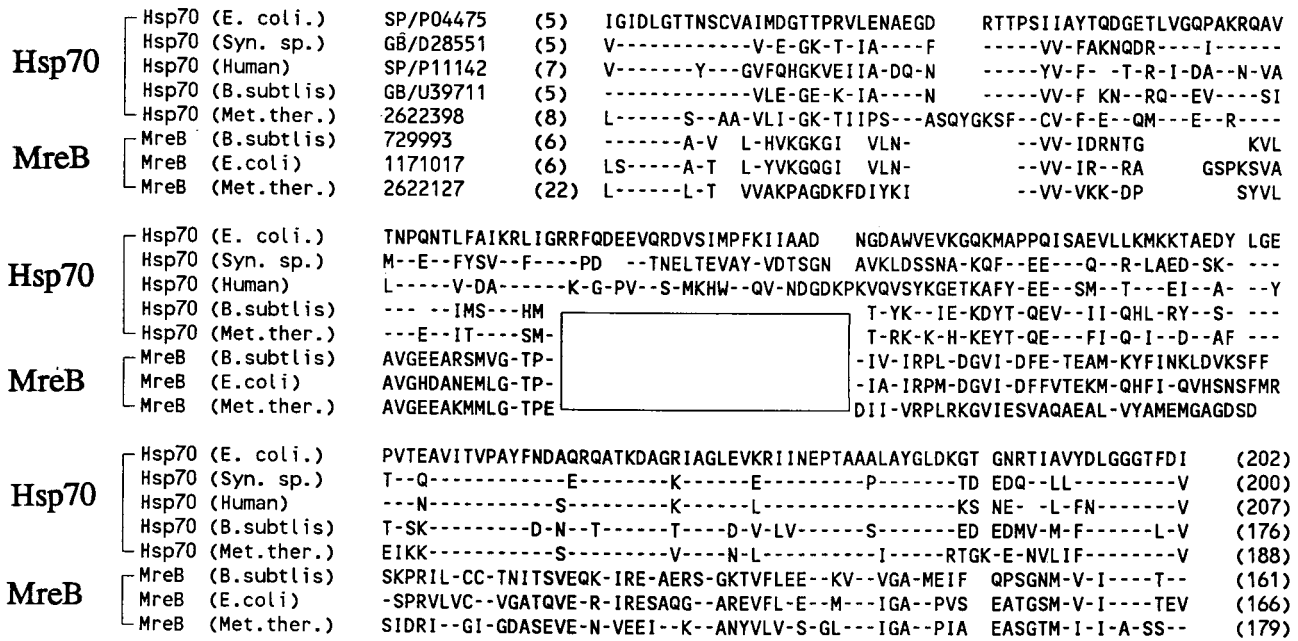 Hsp70 (E. coli.) SP/P04475 (5) IGIDLGTTNSCVAIMDGTTPRVLENAEGD RTTPSIIAYTQDGETLVGQPAKRQAV
Hsp70 (Syn. sp.) GB/D28551 (5) V------------V-E-GK-T-IA----F -----VV-FAKNQDR----I------
Hsp70 (Human) SP/P11142 (7) V------Y---GVFQHGKVEIIA-DQ-N -----YV-F- -T-R-I-DA--N-VA
Hsp70 (B.subtlis) GB/U39711 (5) -------------VLE-GE-K-IA----N -----VV-F KN--RQ--EV---SI
Hsp70 (Met.ther.) 2622398 (8) L------S--AA-VLI-GK-TIIPS---ASQYGKSF--CV-F-E--QM---E--R----
MreB (B.subtlis) 729993 (6) -------A-V L-HVKGKGI VLN- --VV-IDRNTG KVL
MreB (E.coli) 1171017 (6) LS-----A-T L-YVKGQGI VLN- --VV-IR--RA GSPKSVA
MreB (Met.ther.) 2622127 (22) L------L-T VVAKPAGDKFDIYKI --VV-VKK-DP SYVL
Hsp70
MreB
Hsp70 (E. coli.) TNPQNTLFAIKRLIGRRFQDEEVQRDVSIMPFKIIAAD NGDAWVEVKGQKMAPPQISAEVLLKMKKTAEDY LGE
Hsp70 (Syn. sp.) M--E--FYSV--F----PD --TNELTEVAY-VDTSGN AVKLDSSNA-KQF--EE---Q--R-LAED-SK- ---
Hsp70 (Human) L-----V-DA------K-G-PV--S-MKHW--QV-NDGDKPKVQVSYKGETKAFY-EE--SM--T---EI--A- --Y
Hsp70 (B.subtlis) --- --IMS---HM T-YK--IE-KDYT-QEV--II-QHL-RY--S- ---
Hsp70 (Met.ther.) ---E--IT----SM- T-RK-K-H-KEYT-QE---FI-Q-I--D--AF ---
MreB (B.subtlis) AVGEEARSMVG-TP- -IV-IRPL-DGVI-DFE-TEAM-KYFINKLDVKSFF
MreB (E.coli) AVGHDANEMLG-TP- -IA-IRPM-DGVI-DFFVTEKM-QHFI-QVHSNSFMR
MreB (Met.ther.) AVGEEAKMMLG-TPE DII-VRPLRKGVIESVAQAEAL-VYAMEMGAGDSD
Hsp70
MreB
Hsp70 (E. coli.) PVTEAVITVPAYFNDAQRQATKDAGRIAGLEVKRIINEPTAAALAYGLDKGT GNRTIAVYDLGGGTFDI (202)
Hsp70 (Syn. sp.) T--Q-----------E-------K-----E--------P------TD EDQ--LL---------V (200)
Hsp70 (Human) ---N----------S--------K-----L---------------KS NE- -L-FN-------V (207)
Hsp70 (B.subtlis) T-SK----------D-N--T-----T---D-V-LV-----S------ED EDMV-M-F------L-V (176)
Hsp70 (Met.ther.) EIKK-----------S--------V---N-L---------I----RTGK-E-NVLIF-------V (188)
MreB (B.subtlis) SKPRIL-CC-TNITSVEQK-IRE-AERS-GKTVFLEE--KV--VGA-MEIF QPSGNM-V-I----T-- (161)
MreB (E.coli) -SPRVLVC--VGATQVE-R-IRESAQG--AREVFL-E--M---IGA--PVS EATGSM-V-I----TEV (166)
MreB (Met.ther.) SIDRI--GI-GDASEVE-N-VEEI--K--ANYVLV-S-GL---IGA--PIA EASGTM-I-A-SS-- (179)
Hsp70
MreB